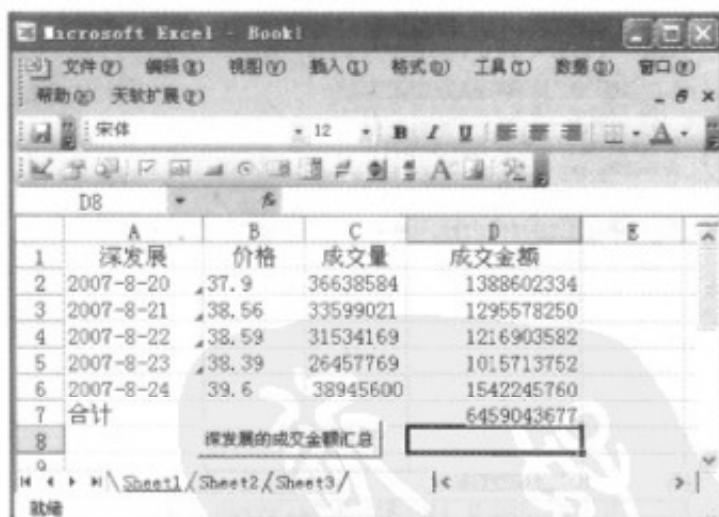 Microsoft Excel - Book1
文件(F) 编辑(E) 视图(V) 插入(I) 格式(O) 工具(T) 数据(D) 窗口(W)
帮助(H) 天软扩展(E)
宋体 12 B I U A
A
D8 fx
A B C D E
1 深发展 价格 成交量 成交金额
2 2007-8-20 37.9 36638584 1388602334
3 2007-8-21 38.56 33599021 1295578250
4 2007-8-22 38.59 31534169 1216903582
5 2007-8-23 38.39 26457769 1015713752
6 2007-8-24 39.6 38945600 1542245760
7 合计 6459043677
8 深发展的成交金额汇总
9
Sheet1 Sheet2 Sheet3
就绪